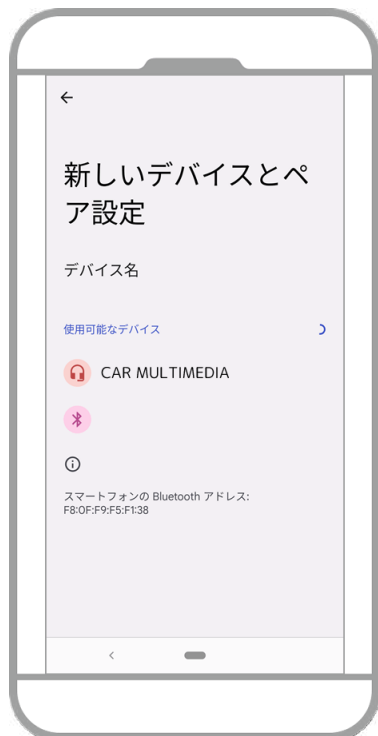 新しいデバイスとペ
ア設定
デバイス名
使用可能なデバイス
CAR MULTIMEDIA
スマートフォンの Bluetooth アドレス:
F8:0F:F9:F5:F1:38